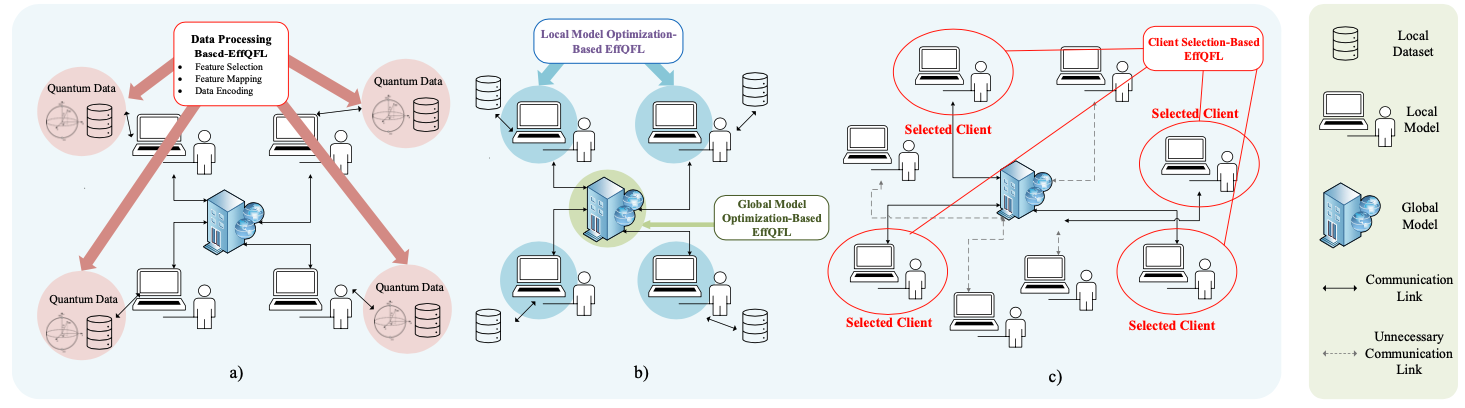 Data Processing
Based-EffQFL
• Feature Selection
• Feature Mapping
• Data Encoding
Quantum Data
Quantum Data
Quantum Data
Quantum Data
a)
Local Model Optimization-
Based EffQFL
Global Model
Optimization-Based
EffQFL
b)
Client Selection-Based
EffQFL
Selected Client
Selected Client
Selected Client
Selected Client
c)
Local
Dataset
Local
Model
Global
Model
Communication
Link
Unnecessary
Communication
Link